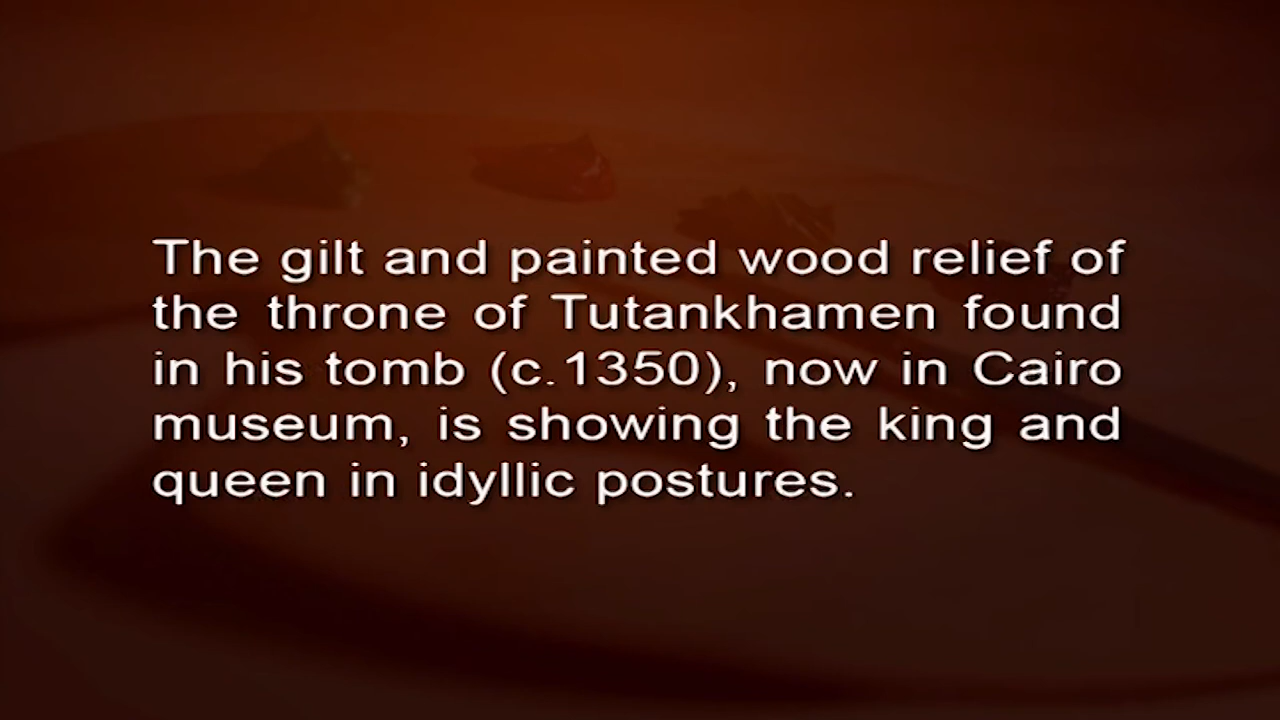 The gilt and painted wood relief of
the throne of Tutankhamen found
in his tomb (c.1350), now in Cairo
museum, is showing the king and
queen in idyllic postures.